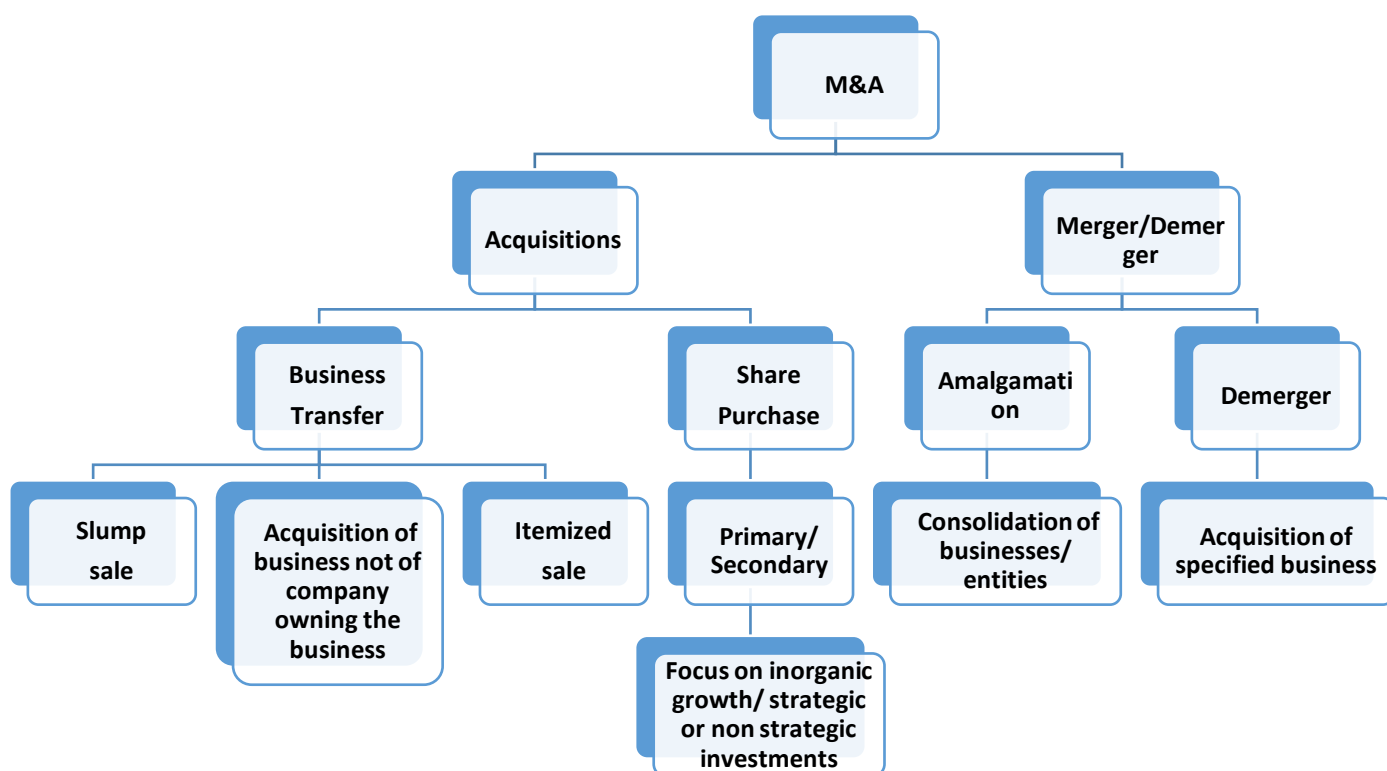 M&A
Acquisitions
Merger/Demer
ger
Business
Transfer
Share
Purchase
Amalgamati
on
Demerger
Slump
sale
Acquisition of
business not of
company
owning the
business
Itemized
sale
Primary/
Secondary
Consolidation of
businesses/
entities
Acquisition of
specified business
Focus on inorganic
growth/ strategic
or non strategic
investments